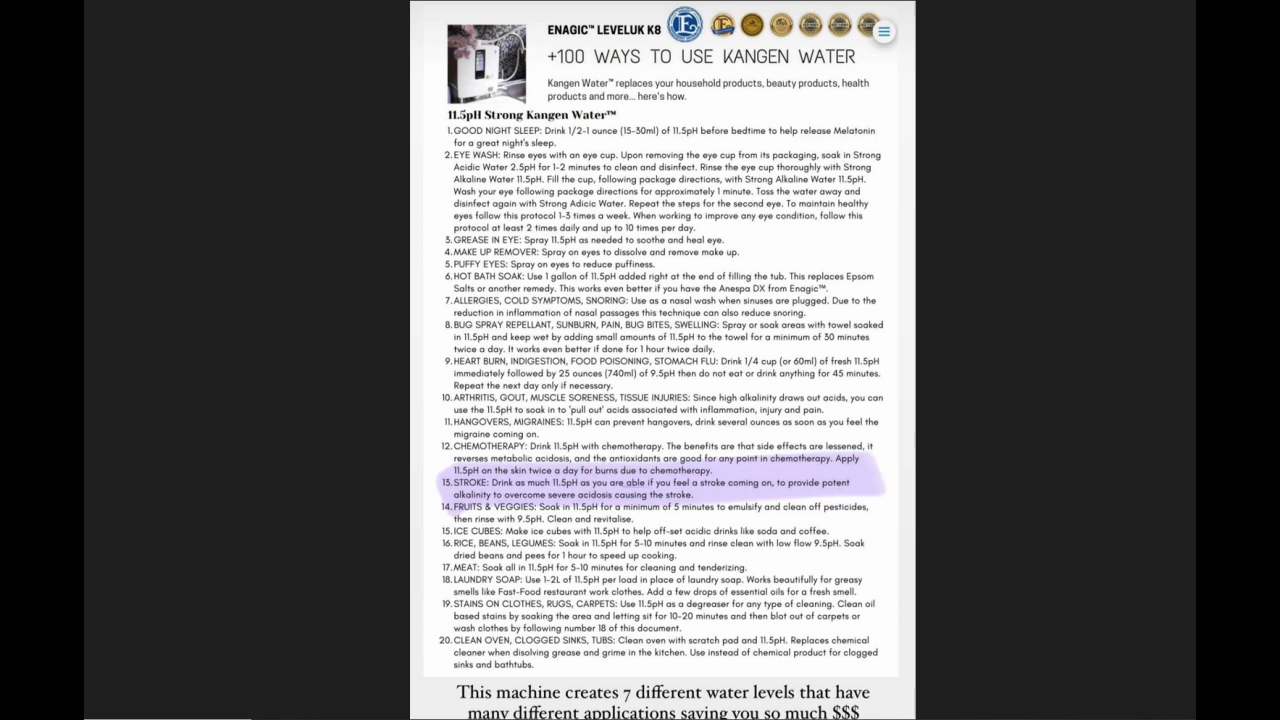 ENAGIC™ LEVELUK K8
+100 WAYS TO USE KANGEN WATER
Kangen Water™ replaces your household products, beauty products, health
products and more... here's how.
11.5pH Strong Kangen Water™
1. GOOD NIGHT SLEEP: Drink 1/2-1 ounce (15-30ml) of 11.5pH before bedtime to help release Melatonin
for a great night's sleep.
2. EYE WASH: Rinse eyes with an eye cup. Upon removing the eye cup from its packaging, soak in Strong
Acidic Water 2.5pH for 1-2 minutes to clean and disinfect. Rinse the eye cup thoroughly with Strong
Alkaline Water 11.5pH. Fill the cup, following package directions, with Strong Alkaline Water 11.5pH.
Wash your eye following package directions for approximately 1 minute. Toss the water away and
disinfect again with Strong Adicic Water. Repeat the steps for the second eye. To maintain healthy
eyes follow this protocol 1-3 times a week. When working to improve any eye condition, follow this
protocol at least 2 times daily and up to 10 times per day.
3. GREASE IN EYE: Spray 11.5pH as needed to soothe and heal eye.
4. MAKE UP REMOVER: Spray on eyes to dissolve and remove make up.
5. PUFFY EYES: Spray on eyes to reduce puffiness.
6. HOT BATH SOAK: Use 1 gallon of 11.5pH added right at the end of filling the tub. This replaces Epsom
Salts or another remedy. This works even better if you have the Anespa DX from Enagic™.
7. ALLERGIES, COLD SYMPTOMS, SNORING: Use as a nasal wash when sinuses are plugged. Due to the
reduction in inflammation of nasal passages this technique can also reduce snoring.
8. BUG SPRAY REPELLANT, SUNBURN, PAIN, BUG BITES, SWELLING: Spray or soak areas with towel soaked
in 11.5pH and keep wet by adding small amounts of 11.5pH to the towel for a minimum of 30 minutes
twice a day. It works even better if done for 1 hour twice daily.
9. HEART BURN, INDIGESTION, FOOD POISONING, STOMACH FLU: Drink 1/4 cup (or 60ml) of fresh 11.5pH
immediately followed by 25 ounces (740ml) of 9.5pH then do not eat or drink anything for 45 minutes.
Repeat the next day only if necessary.
10. ARTHRITIS, GOUT, MUSCLE SORENESS, TISSUE INJURIES: Since high alkalinity draws out acids, you can
use the 11.5pH to soak in to 'pull out' acids associated with inflammation, injury and pain.
11. HANGOVERS, MIGRAINES: 11.5pH can prevent hangovers, drink several ounces as soon as you feel the
migraine coming on.
12. CHEMOTHERAPY: Drink 11.5pH with chemotherapy. The benefits are that side effects are lessened, it
reverses metabolic acidosis, and the antioxidants are good for any point in chemotherapy. Apply
11.5pH on the skin twice a day for burns due to chemotherapy.
13. STROKE: Drink as much 11.5pH as you are able if you feel a stroke coming on, to provide potent
alkalinity to overcome severe acidosis causing the stroke.
14. FRUITS & VEGGIES: Soak in 11.5pH for a minimum of 5 minutes to emulsify and clean off pesticides,
then rinse with 9.5pH. Clean and revitalise.
15. ICE CUBES: Make ice cubes with 11.5pH to help off-set acidic drinks like soda and coffee.
16. RICE, BEANS, LEGUMES: Soak in 11.5pH for 5-10 minutes and rinse clean with low flow 9.5pH. Soak
dried beans and pees for 1 hour to speed up cooking.
17. MEAT: Soak all in 11.5pH for 5-10 minutes for cleaning and tenderizing.
18. LAUNDRY SOAP: Use 1-2L of 11.5pH per load in place of laundry soap. Works beautifully for greasy
smells like Fast-Food restaurant work clothes. Add a few drops of essential oils for a fresh smell.
19. STAINS ON CLOTHES, RUGS, CARPETS: Use 11.5pH as a degreaser for any type of cleaning. Clean oil
based stains by soaking the area and letting sit for 10-20 minutes and then blot out of carpets or
wash clothes by following number 18 of this document.
20. CLEAN OVEN, CLOGGED SINKS, TUBS: Clean oven with scratch pad and 11.5pH. Replaces chemical
cleaner when disolving grease and grime in the kitchen. Use instead of chemical product for clogged
sinks and bathtubs.
This machine creates 7 different water levels that have
many different applications saving you so much $$$